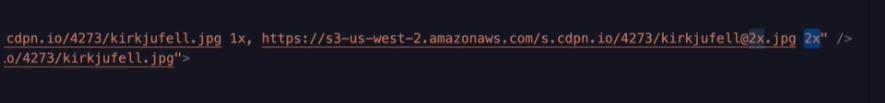 cdpn.io/4273/kirkjufell.jpg 1x, https://s3-us-west-2.amazonaws.com/s.cdpn.io/4273/kirkjufell@2x.jpg 2x" />
.o/4273/kirkjufell.jpg">